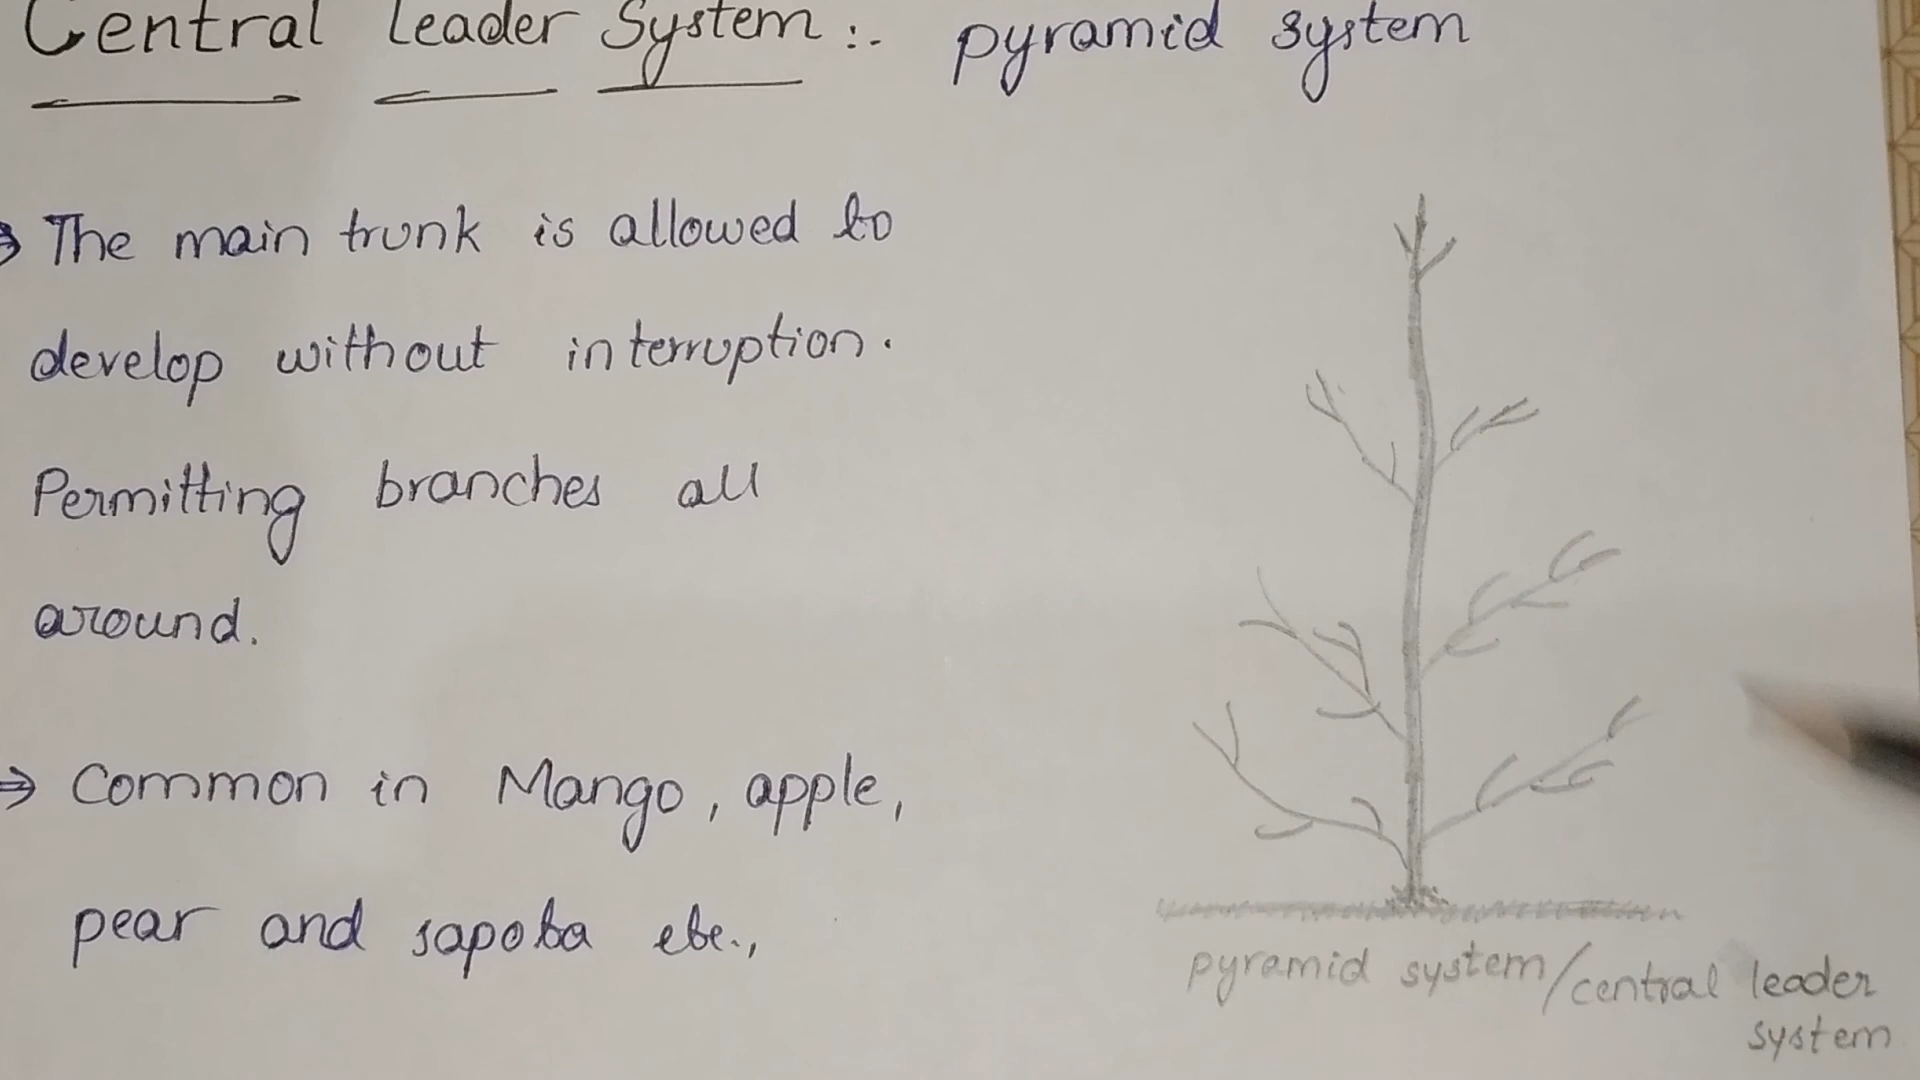 Central Leader System :- pyramid system
→ The main trunk is allowed to
develop without interruption.
Permitting branches all
around.
⇒ Common in Mango, apple,
pear and sapota etc.,
pyramid system/central leader
system